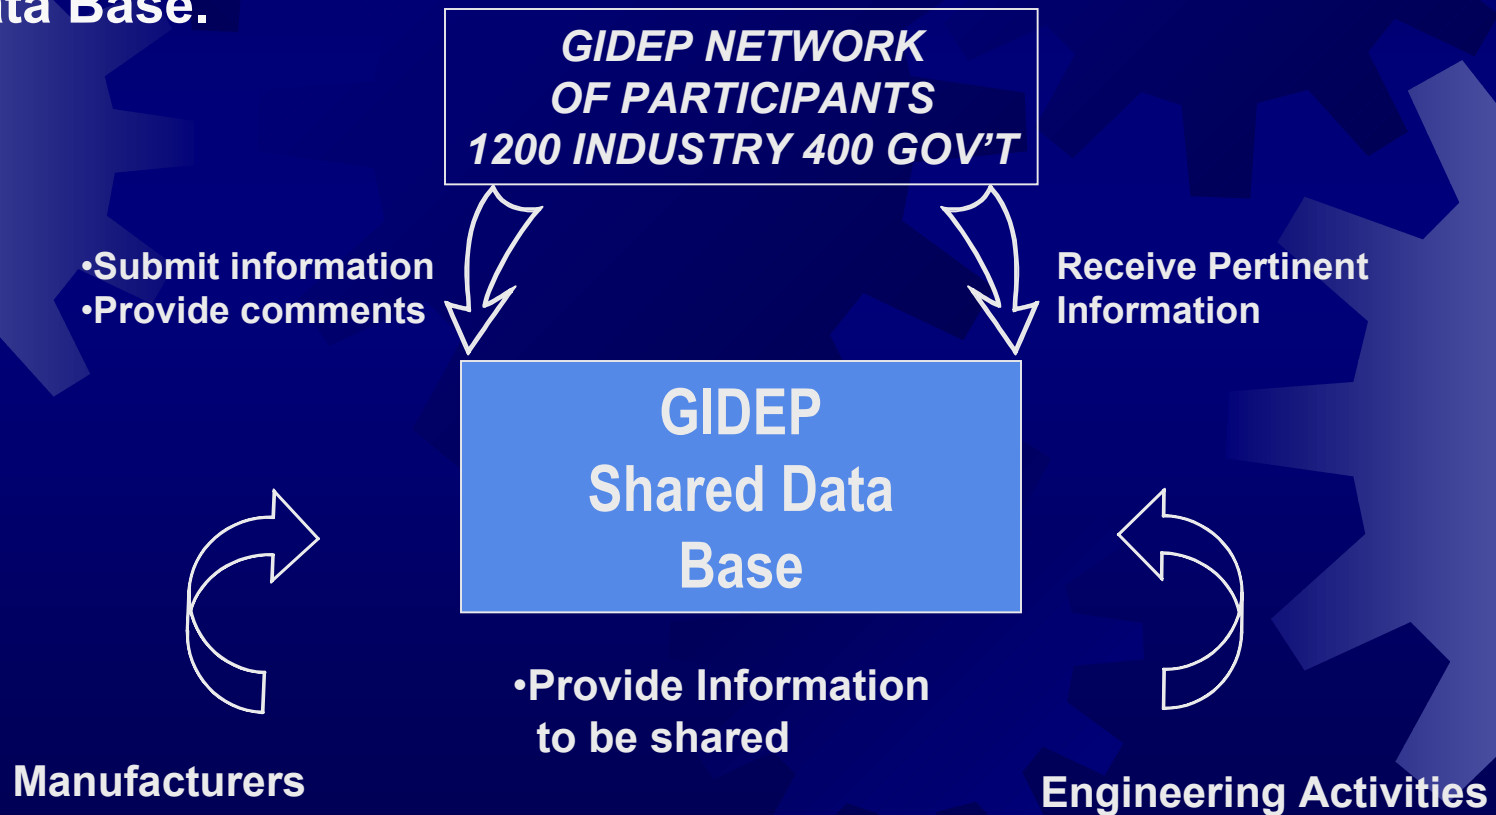 Base.
GIDEP NETWORK
OF PARTICIPANTS
1200 INDUSTRY 400 GOV'T
•Submit information
•Provide comments
Receive Pertinent
Information
GIDEP
Shared Data
Base
•Provide Information
to be shared
Manufacturers
Engineering Activities